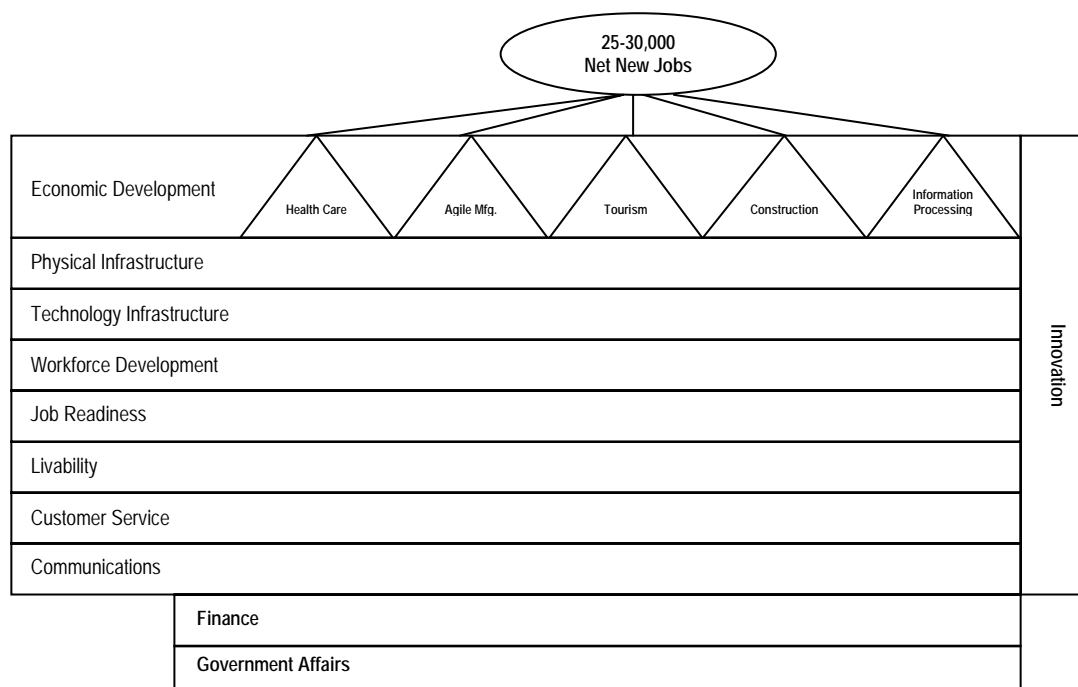 25-30,000
Net New Jobs
Economic Development
Health Care
Agile Mfg.
Tourism
Construction
Information
Processing
Physical Infrastructure
Technology Infrastructure
Workforce Development
Job Readiness
Livability
Customer Service
Communications
Innovation
Finance
Government Affairs